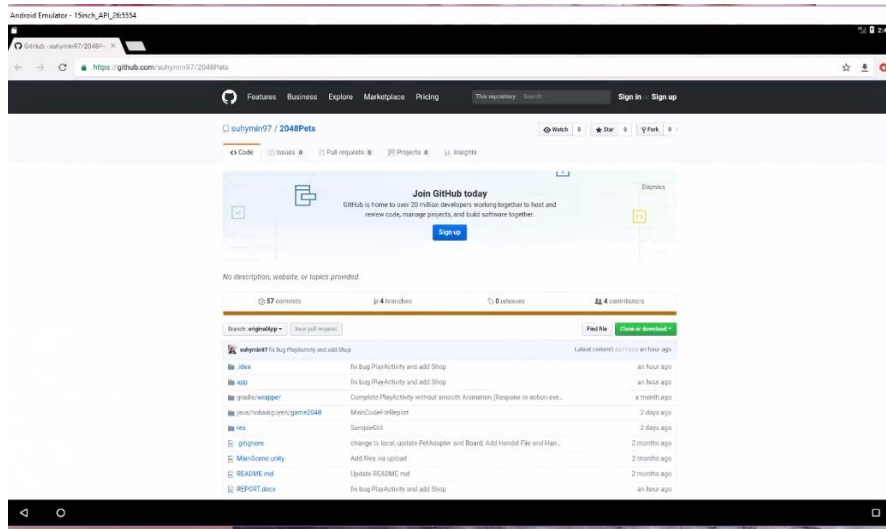 Android Emulator - 15inch_API_26:5554
GitHub - suhymin97/2048P
https://github.com/suhymin97/2048Pets
Features Business Explore Marketplace Pricing This repository Search Sign in or Sign up
suhymin97 / 2048Pets
Watch 0 Star 0 Fork 0
Code Issues 0 Pull requests 0 Projects 0 Insights
Join GitHub today
Dismiss
GitHub is home to over 20 million developers working together to host and
review code, manage projects, and build software together.
Sign up
No description, website, or topics provided.
57 commits 4 branches 0 releases 4 contributors
Branch: originalApp New pull request Find file Clone or download
suhymin97 fix bug PlayActivity and add Shop Latest commit an hour ago
.idea fix bug PlayActivity and add Shop an hour ago
app fix bug PlayActivity and add Shop an hour ago
gradle/wrapper Complete PlayActivity without smooth Animation (Respone to action eve... a month ago
java/hobainguyen/game2048 MainCodeForReport 2 days ago
res SampleGUI 2 days ago
.gitignore change to local, update PetAdapter and Board, Add Handal File and Han... 2 months ago
MainScene.unity Add files via upload 2 months ago
README.md Update README.md 2 months ago
REPORT.docx fix bug PlayActivity and add Shop an hour ago